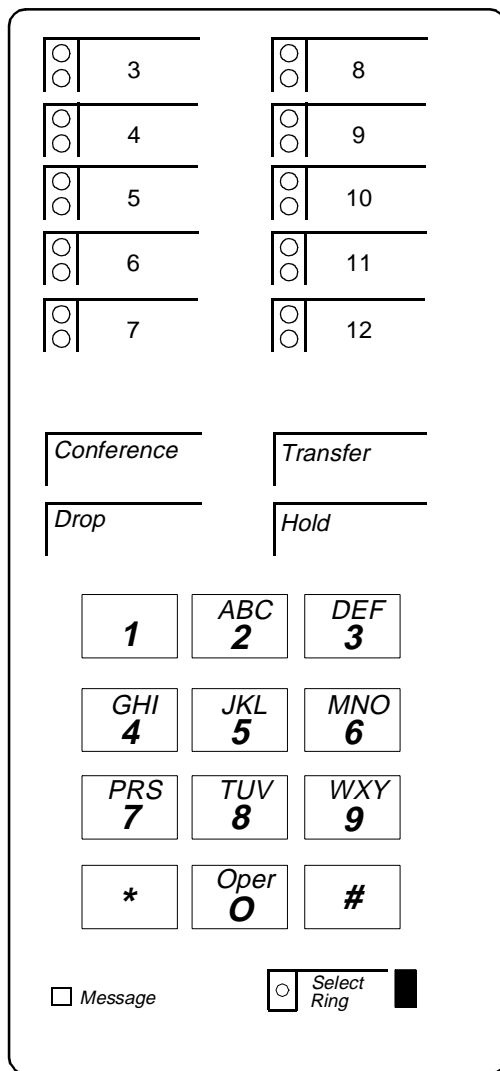 3 8
4 9
5 10
6 11
7 12
Conference Transfer
Drop Hold
ABC DEF
1 2 3
GHI JKL MNO
4 5 6
PRS TUV WXY
7 8 9
Oper
* O #
Message
Select
Ring